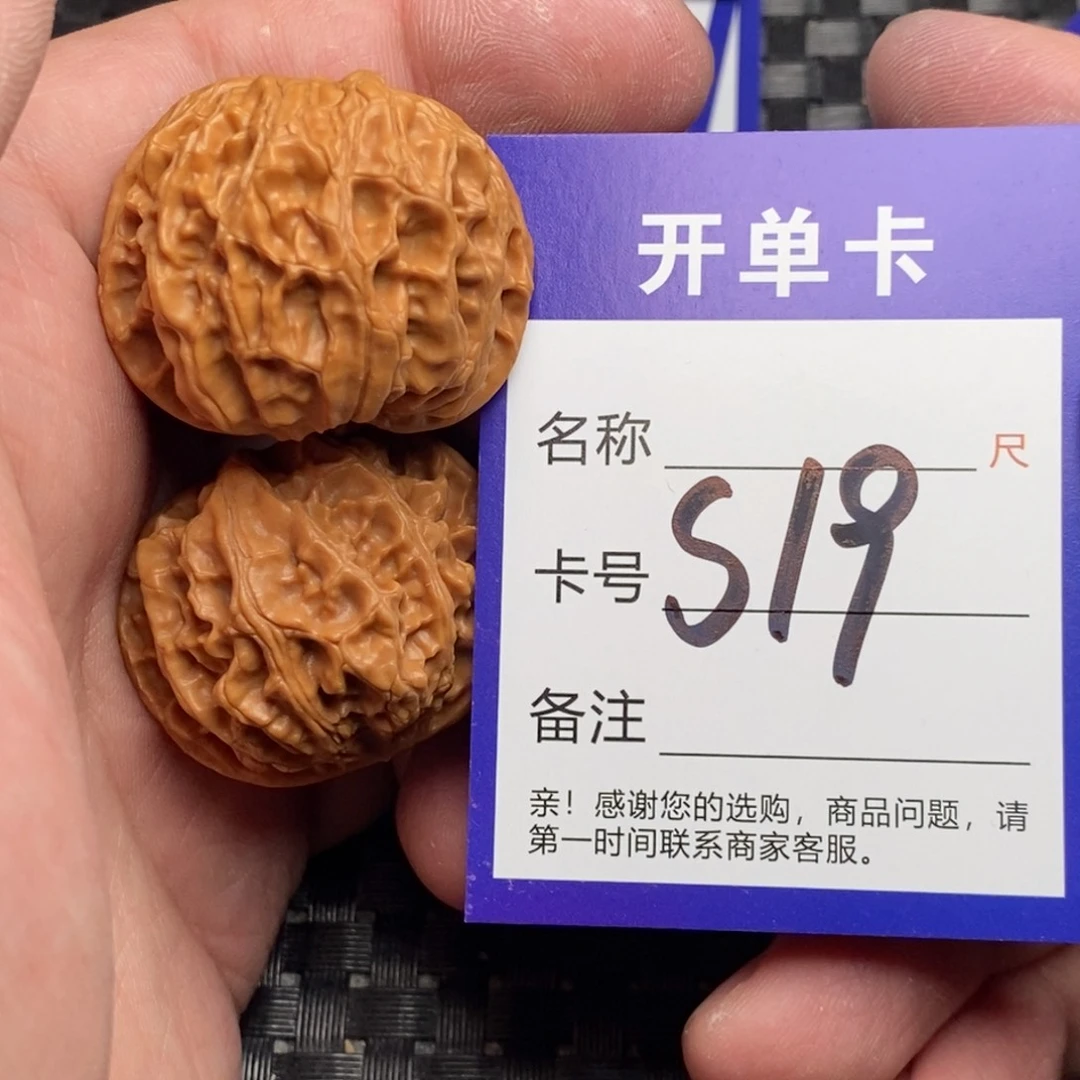 开单卡
名称 尺
卡号 S19
备注
亲！感谢您的选购，商品问题，请
第一时间联系商家客服。